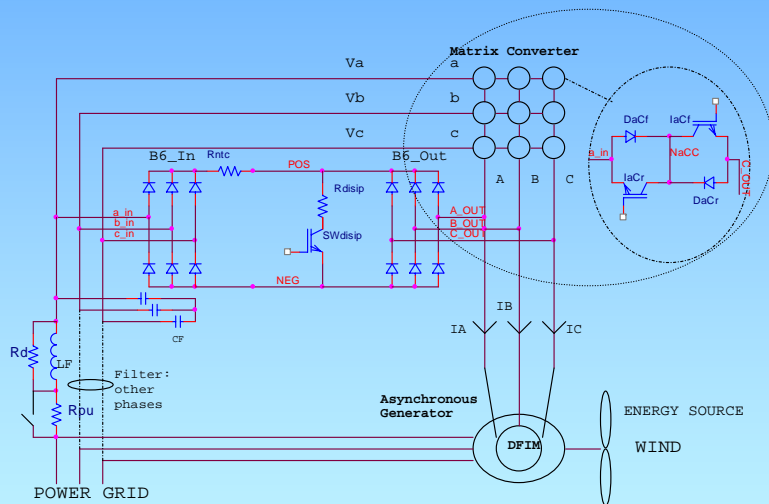 Matrix Converter
Va a
Vb b
Vc c
DaCf
IaCf
a_in
NaCC
C_OUT
IaCr
DaCr
B6_In
Rntc
POS
B6_Out
Rdisip
A B C
a_in
b_in
c_in
A_OUT
B_OUT
C_OUT
SWdisip
NEG
CF
IA
IB
IC
Rd
LF
Filter:
other
phases
Rpu
Asynchronous
Generator
DFIM
ENERGY SOURCE
WIND
POWER GRID